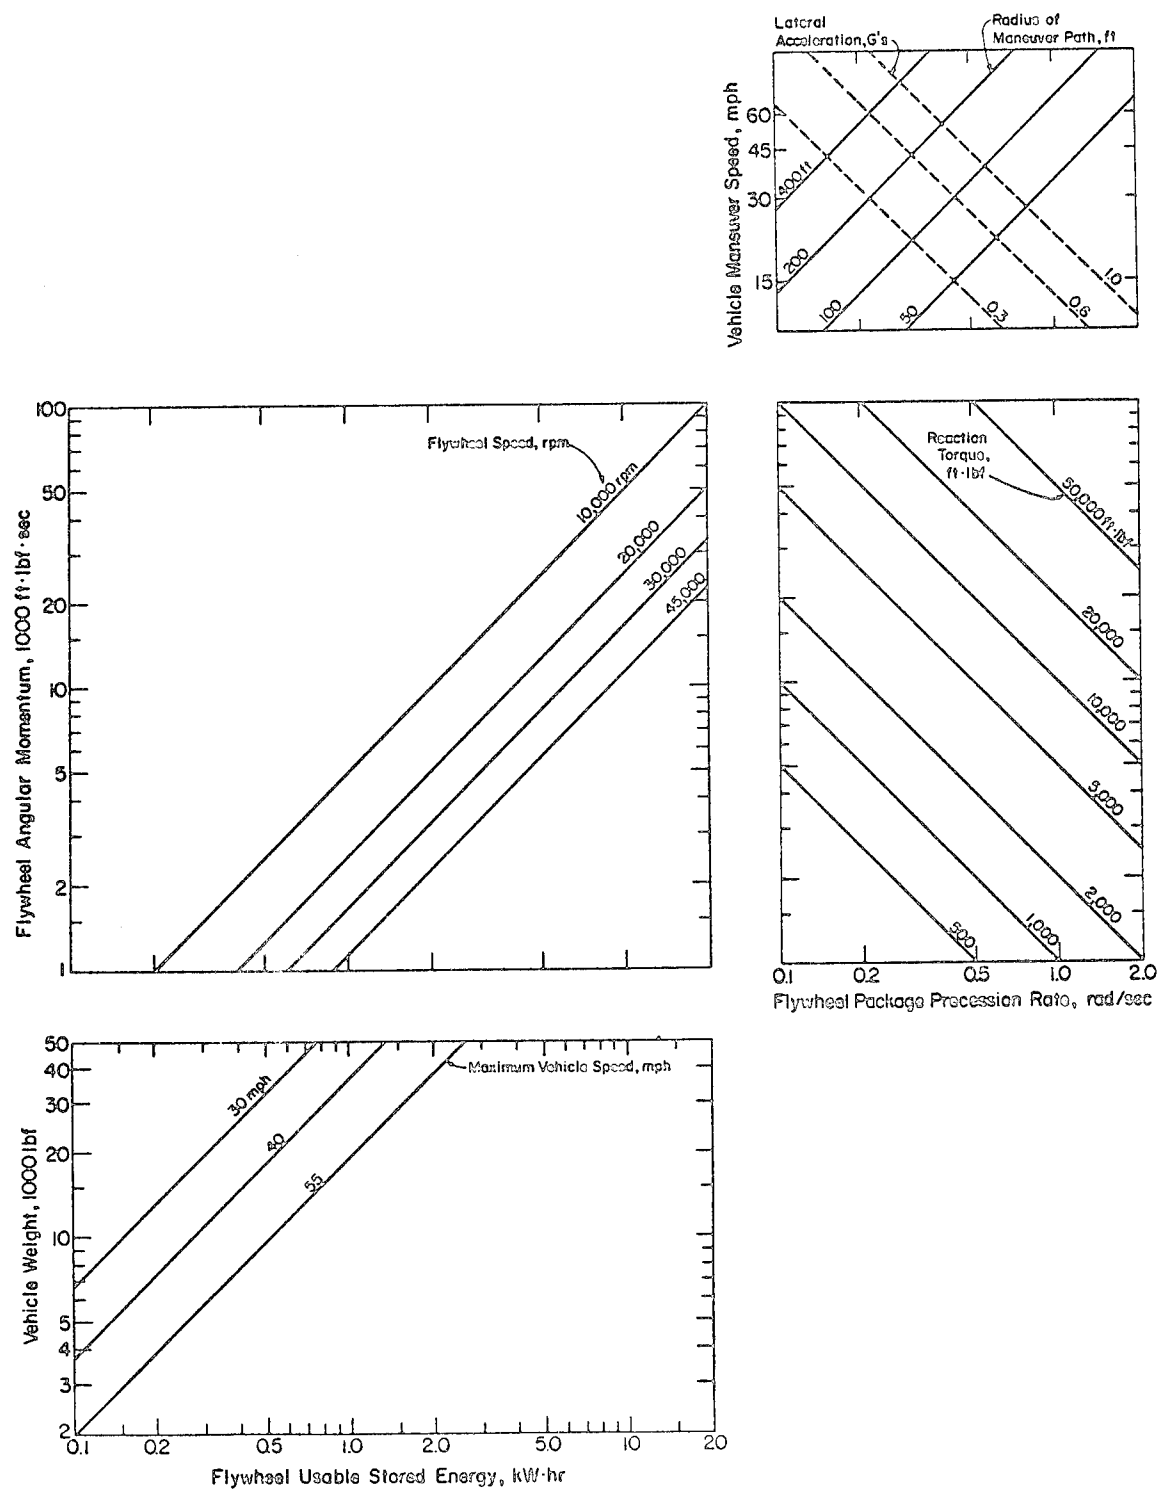 Lateral
Acceleration, G's
Radius of
Maneuver Path, ft
Vehicle Maneuver Speed, mph
60
45
30
15
400 ft
200
100
50
0.3
0.6
1.0
Flywheel Angular Momentum, 1000 ft·lbf·sec
100
50
20
10
5
2
1
Flywheel Speed, rpm
10,000 rpm
20,000
30,000
45,000
Reaction
Torque,
ft·lbf
50,000 ft·lbf
20,000
10,000
5,000
2,000
1,000
500
0.1 0.2 0.5 1.0 2.0
Flywheel Package Precession Rate, rad/sec
Vehicle Weight, 1000 lbf
50
40
30
20
10
5
4
3
2
30 mph
40
55
Maximum Vehicle Speed, mph
0.1 0.2 0.5 1.0 2.0 5.0 10 20
Flywheel Usable Stored Energy, kW·hr